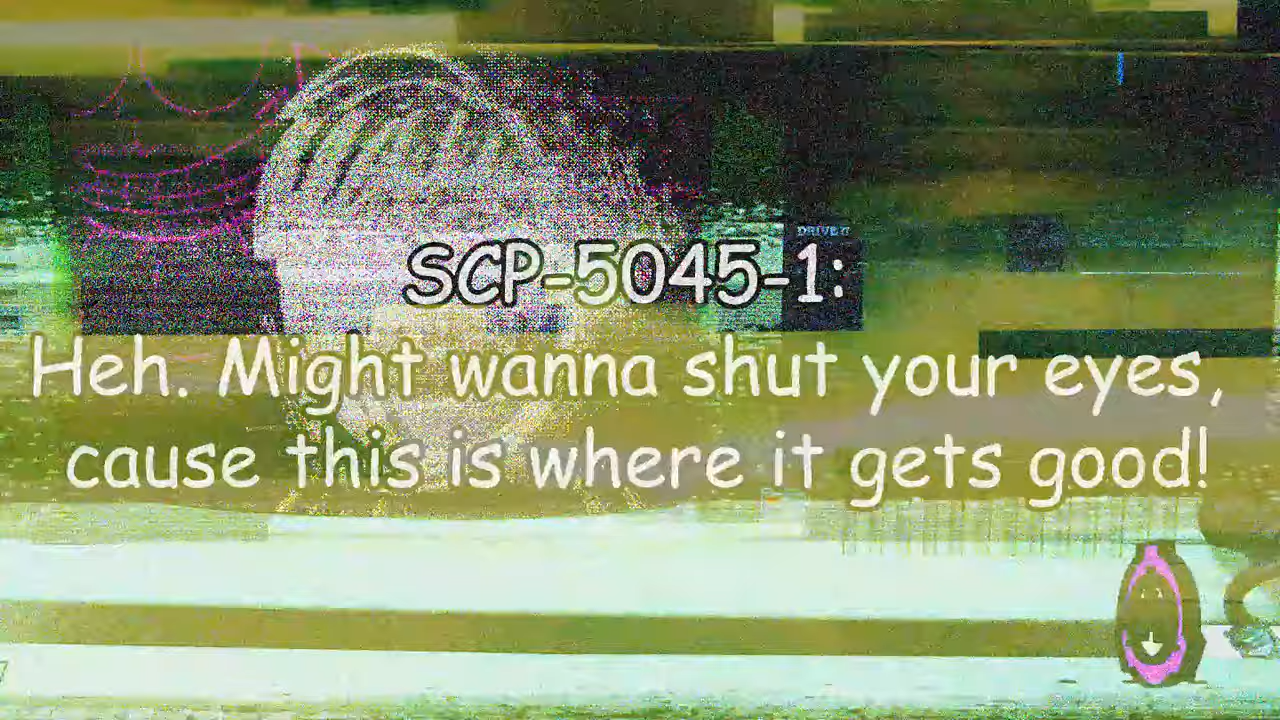 SCP-5045-1:
Heh. Might wanna shut your eyes,
cause this is where it gets good!